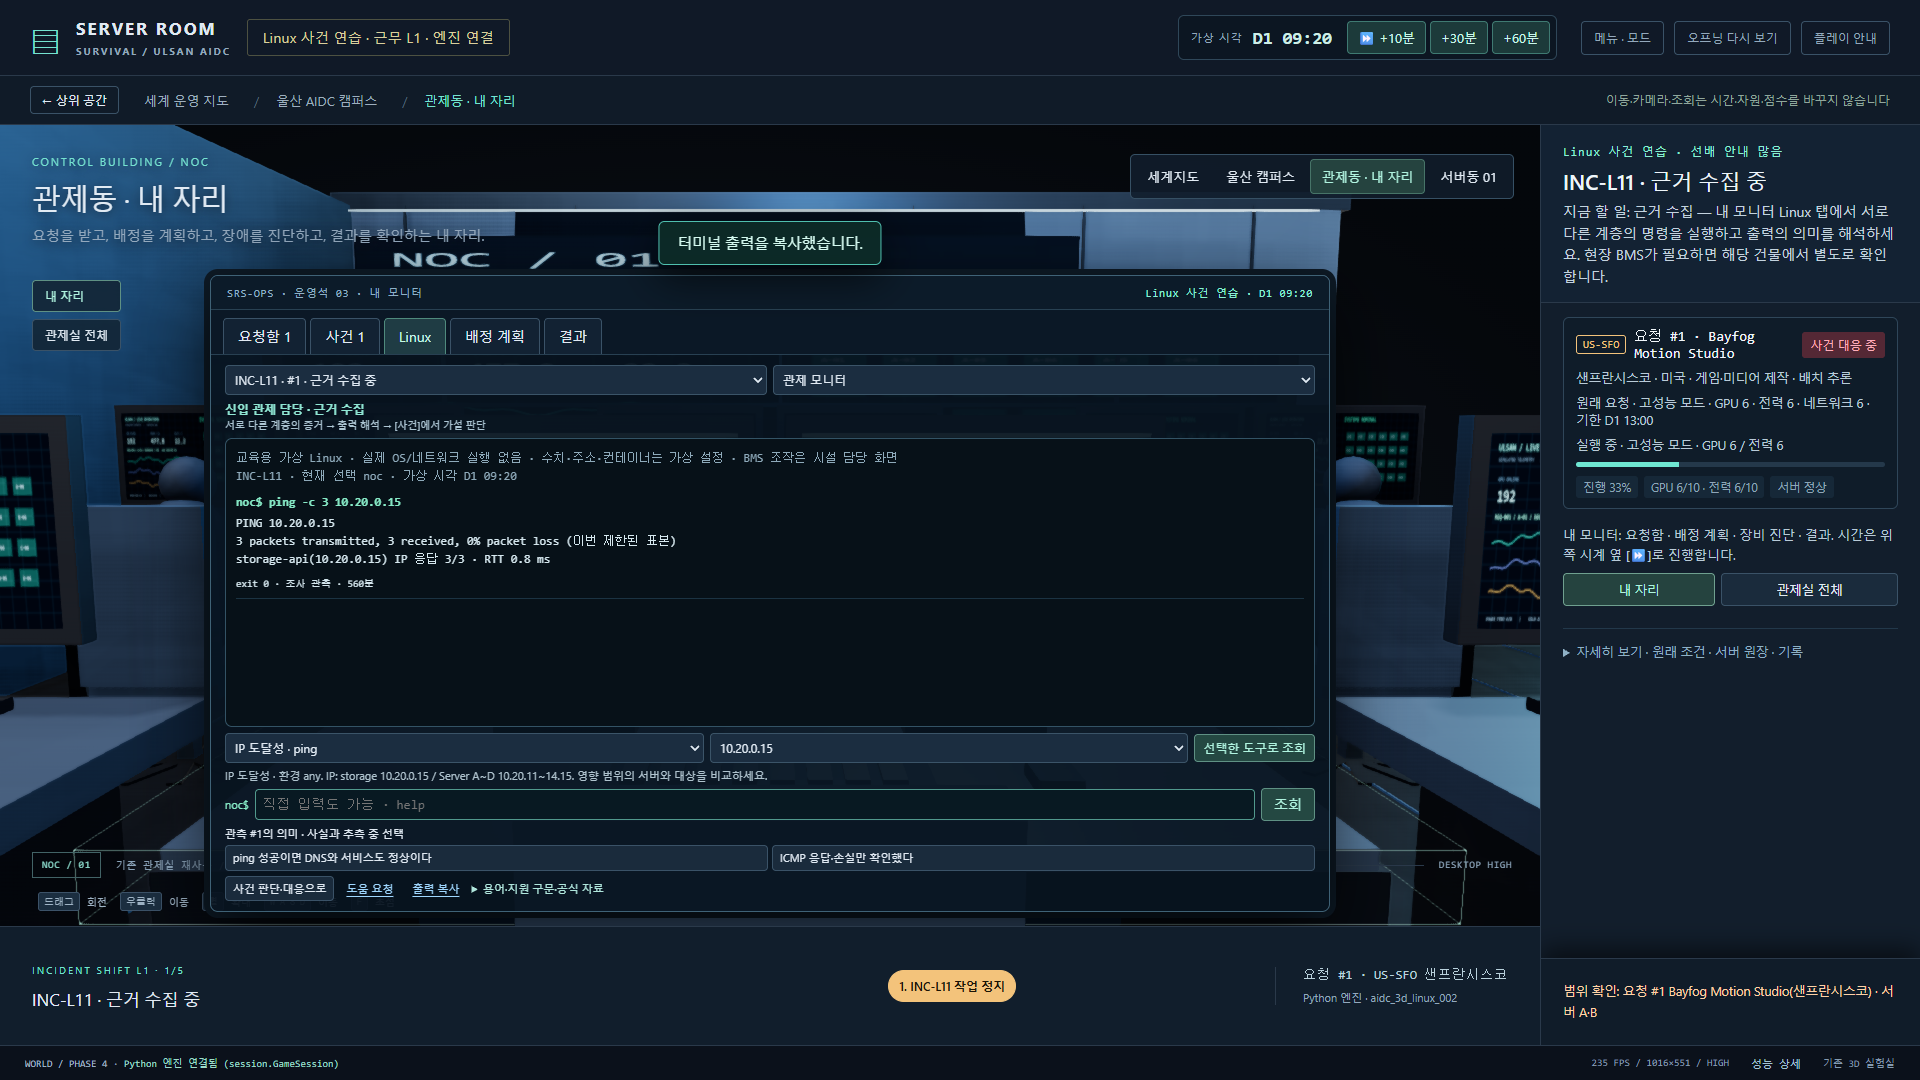 SERVER ROOM
SURVIVAL / ULSAN AIDC
Linux 사건 연습 · 근무 L1 · 엔진 연결
가상 시각 D1 09:20
⏩ +10분
+30분
+60분
메뉴 · 모드
오프닝 다시 보기
플레이 안내
← 상위 공간
세계 운영 지도 / 울산 AIDC 캠퍼스 / 관제동 · 내 자리
이동·카메라·조회는 시간·자원·점수를 바꾸지 않습니다
CONTROL BUILDING / NOC
관제동 · 내 자리
요청을 받고, 배정을 계획하고, 장애를 진단하고, 결과를 확인하는 내 자리.
세계지도
울산 캠퍼스
관제동 · 내 자리
서버동 01
터미널 출력을 복사했습니다.
NOC / 01
내 자리
관제실 전체
SRS-OPS · 운영석 03 · 내 모니터
Linux 사건 연습 · D1 09:20
요청함 1
사건 1
Linux
배정 계획
결과
INC-L11 · #1 · 근거 수집 중
관제 모니터
신입 관제 담당 · 근거 수집
서로 다른 계층의 증거 → 출력 해석 → [사건]에서 가설 판단
교육용 가상 Linux · 실제 OS/네트워크 실행 없음 · 수치·주소·컨테이너는 가상 설정 · BMS 조작은 시설 담당 화면
INC-L11 · 현재 선택 noc · 가상 시각 D1 09:20
noc$ ping -c 3 10.20.0.15
PING 10.20.0.15
3 packets transmitted, 3 received, 0% packet loss (이번 제한된 표본)
storage-api(10.20.0.15) IP 응답 3/3 · RTT 0.8 ms
exit 0 · 조사 관측 · 560분
IP 도달성 · ping
10.20.0.15
선택한 도구로 조회
IP 도달성 · 환경 any. IP: storage 10.20.0.15 / Server A~D 10.20.11~14.15. 영향 범위의 서버와 대상을 비교하세요.
noc$ 직접 입력도 가능 · help
조회
관측 #1의 의미 · 사실과 추측 중 선택
ping 성공이면 DNS와 서비스도 정상이다
ICMP 응답·손실만 확인했다
사건 판단·대응으로
도움 요청
출력 복사
▶ 용어·지원 구문·공식 자료
NOC / 01
기존 관제실 재사
드래그 회전 우클릭 이동
DESKTOP HIGH
192
Linux 사건 연습 · 선배 안내 많음
INC-L11 · 근거 수집 중
지금 할 일: 근거 수집 — 내 모니터 Linux 탭에서 서로
다른 계층의 명령을 실행하고 출력의 의미를 해석하세
요. 현장 BMS가 필요하면 해당 건물에서 별도로 확인
합니다.
US-SFO
요청 #1 · Bayfog
Motion Studio
사건 대응 중
샌프란시스코 · 미국 · 게임·미디어 제작 · 배치 추론
원래 요청 · 고성능 모드 · GPU 6 · 전력 6 · 네트워크 6 ·
기한 D1 13:00
실행 중 · 고성능 모드 · GPU 6 / 전력 6
진행 33%
GPU 6/10 · 전력 6/10
서버 정상
내 모니터: 요청함 · 배정 계획 · 장비 진단 · 결과. 시간은 위
쪽 시계 옆 [⏩]로 진행합니다.
내 자리
관제실 전체
▶ 자세히 보기 · 원래 조건 · 서버 원장 · 기록
범위 확인: 요청 #1 Bayfog Motion Studio(샌프란시스코) · 서
버 A·B
INCIDENT SHIFT L1 · 1/5
INC-L11 · 근거 수집 중
1. INC-L11 작업 정지
요청 #1 · US-SFO 샌프란시스코
Python 엔진 · aidc_3d_linux_002
WORLD / PHASE 4 · Python 엔진 연결됨 (session.GameSession)
235 FPS / 1016×551 / HIGH
성능 상세
기존 3D 실험실